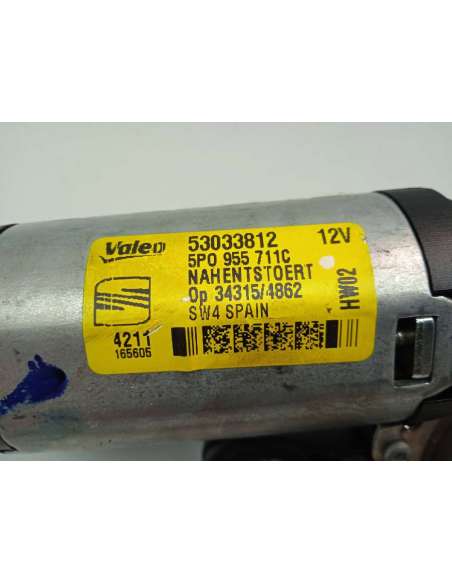 Valeo 53033812 12V
5P0 955 711C
NAHENTSTOERT
Op 34315/4862
SW4 SPAIN
HW02
4211
165605